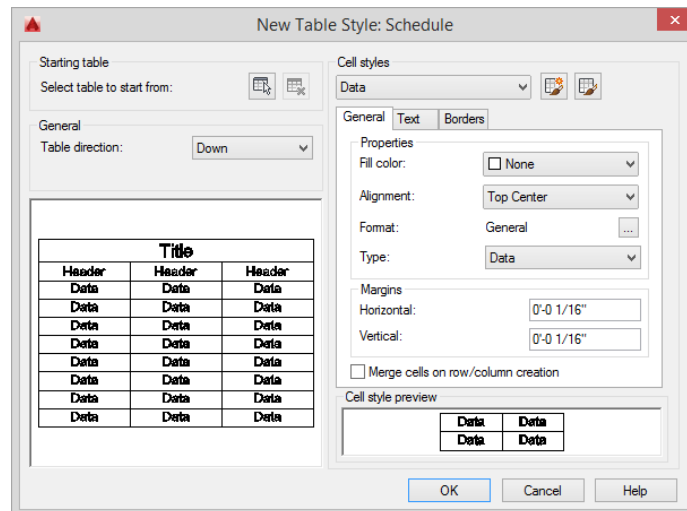 New Table Style: Schedule
Starting table
Select table to start from:
General
Table direction: Down
Title
Header Header Header
Data Data Data
Data Data Data
Data Data Data
Data Data Data
Data Data Data
Data Data Data
Data Data Data
Data Data Data
Cell styles
Data
General Text Borders
Properties
Fill color: None
Alignment: Top Center
Format: General ...
Type: Data
Margins
Horizontal: 0'-0 1/16"
Vertical: 0'-0 1/16"
Merge cells on row/column creation
Cell style preview
Data Data
Data Data
OK Cancel Help